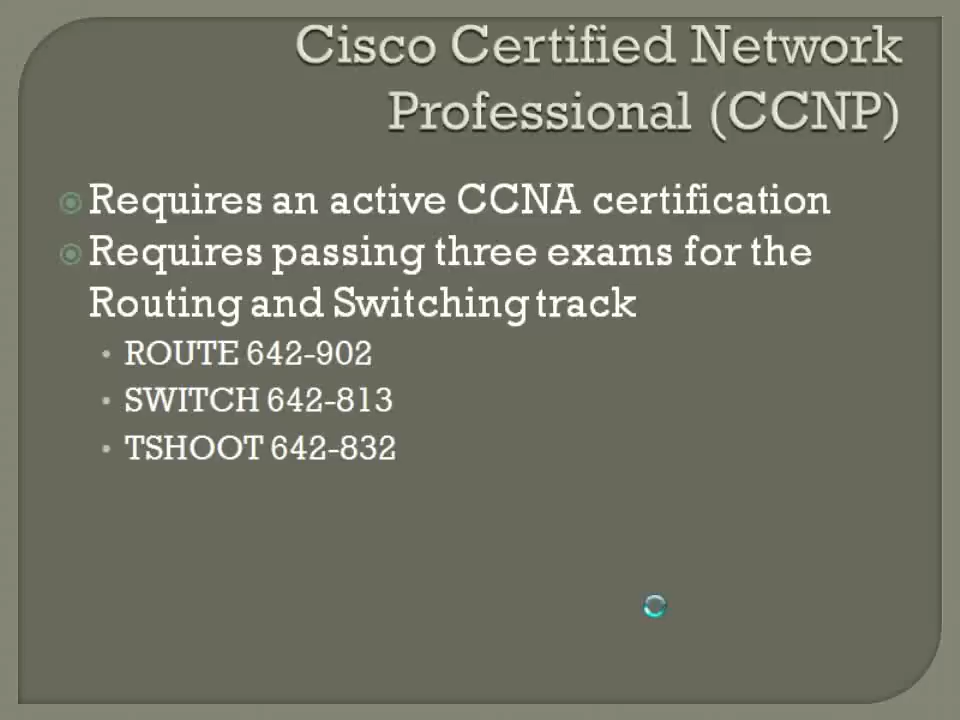 Cisco Certified Network
Professional (CCNP)
Requires an active CCNA certification
Requires passing three exams for the
Routing and Switching track
• ROUTE 642-902
• SWITCH 642-813
• TSHOOT 642-832